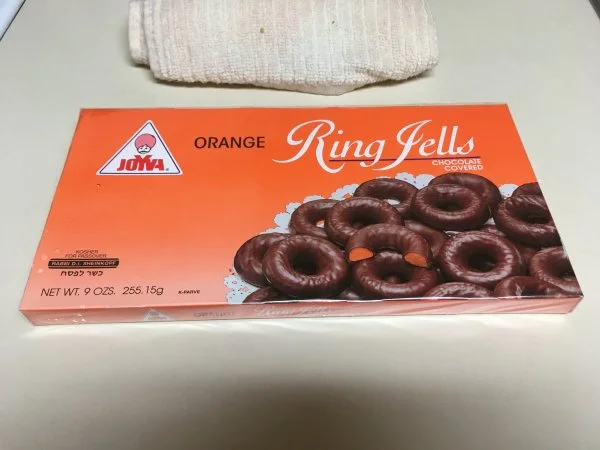 JOYVA®
ORANGE
Ring Jells
CHOCOLATE
COVERED
KOSHER
FOR PASSOVER
RABBI D.I. SHEINKOPF
כשר לפסח
NET WT. 9 OZS. 255,15g
K-PARVE